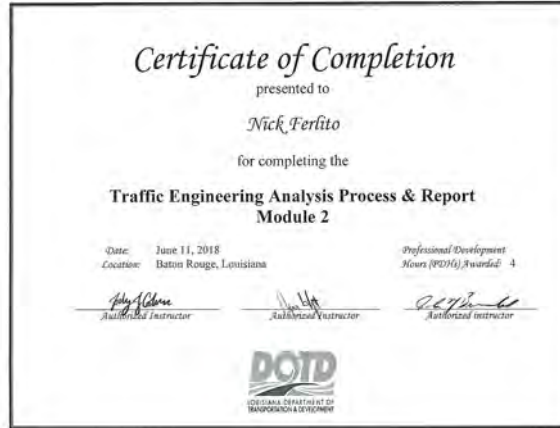 Certificate of Completion
presented to
Nick Ferlito
for completing the
Traffic Engineering Analysis Process & Report
Module 2
Date: June 11, 2018
Location: Baton Rouge, Louisiana
Professional Development
Hours (PDHs) Awarded: 4
Authorized Instructor
Authorized Instructor
Authorized instructor
DOTD
LOUISIANA DEPARTMENT OF
TRANSPORTATION & DEVELOPMENT